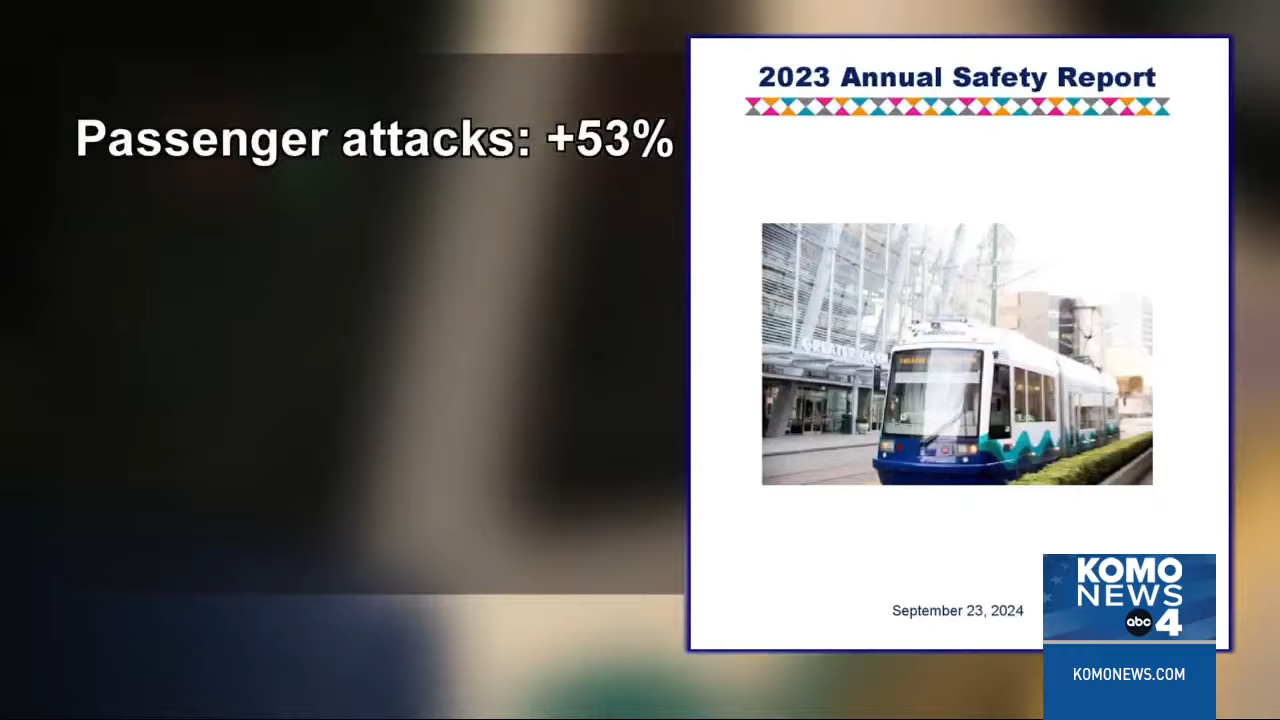 Passenger attacks: +53%
2023 Annual Safety Report
September 23, 2024
KOMO
NEWS
abc 4
KOMONEWS.COM